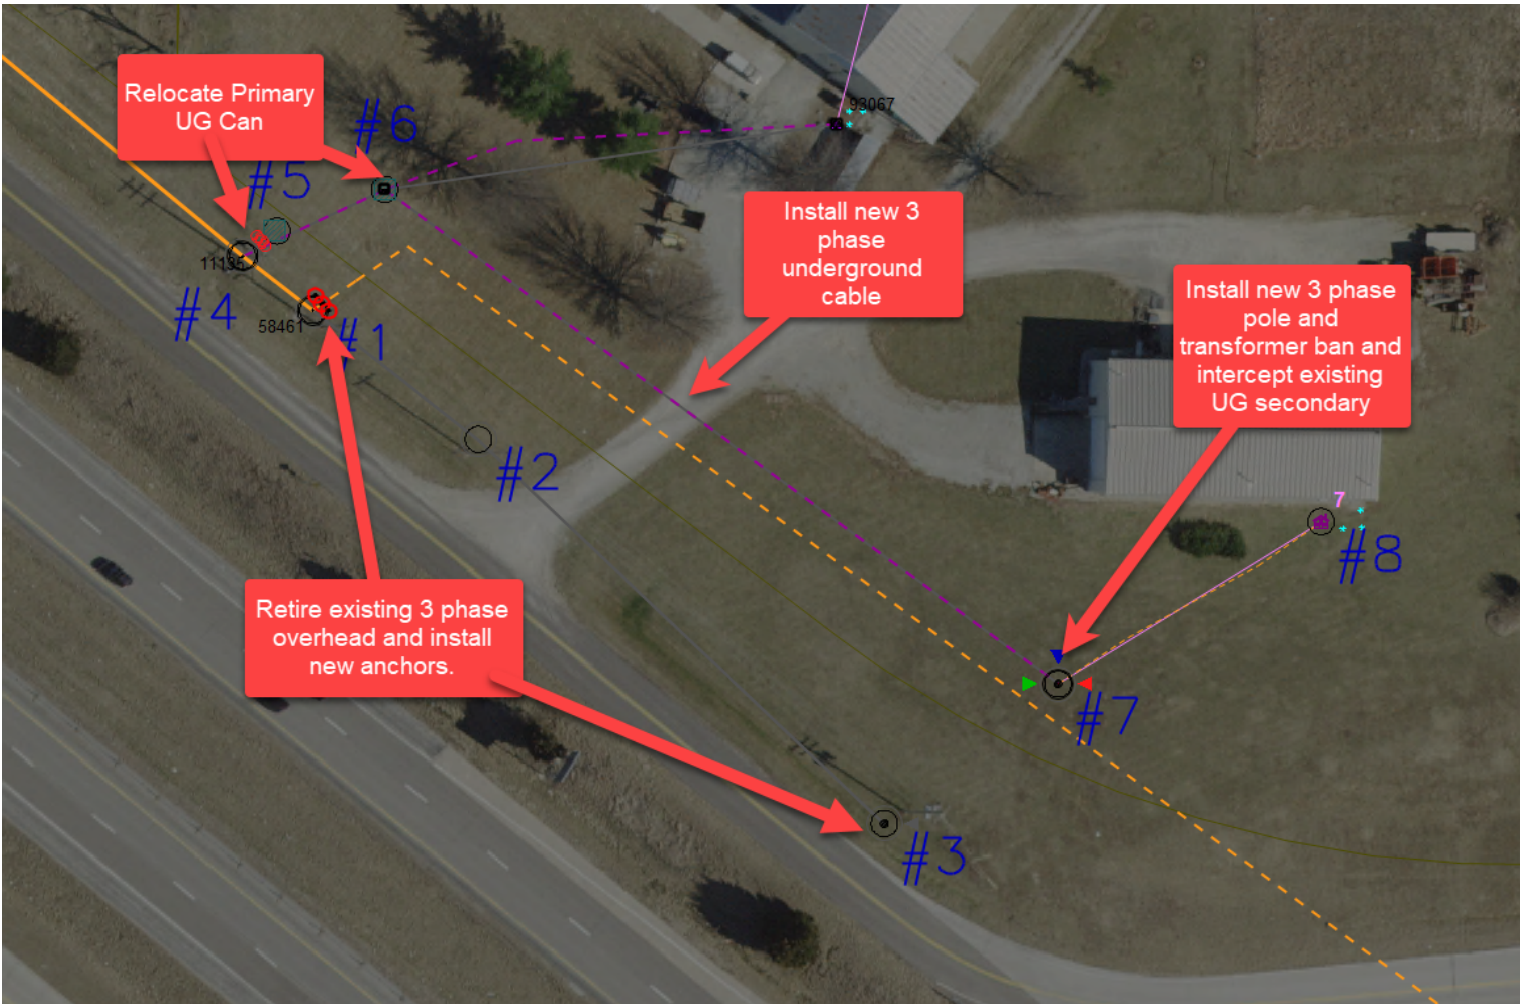 Relocate Primary
UG Can
#6
93067
#5
Install new 3
phase
underground
cable
11135
#4
58461
#1
Install new 3 phase
pole and
transformer ban and
intercept existing
UG secondary
#2
7
#8
Retire existing 3 phase
overhead and install
new anchors.
#7
#3